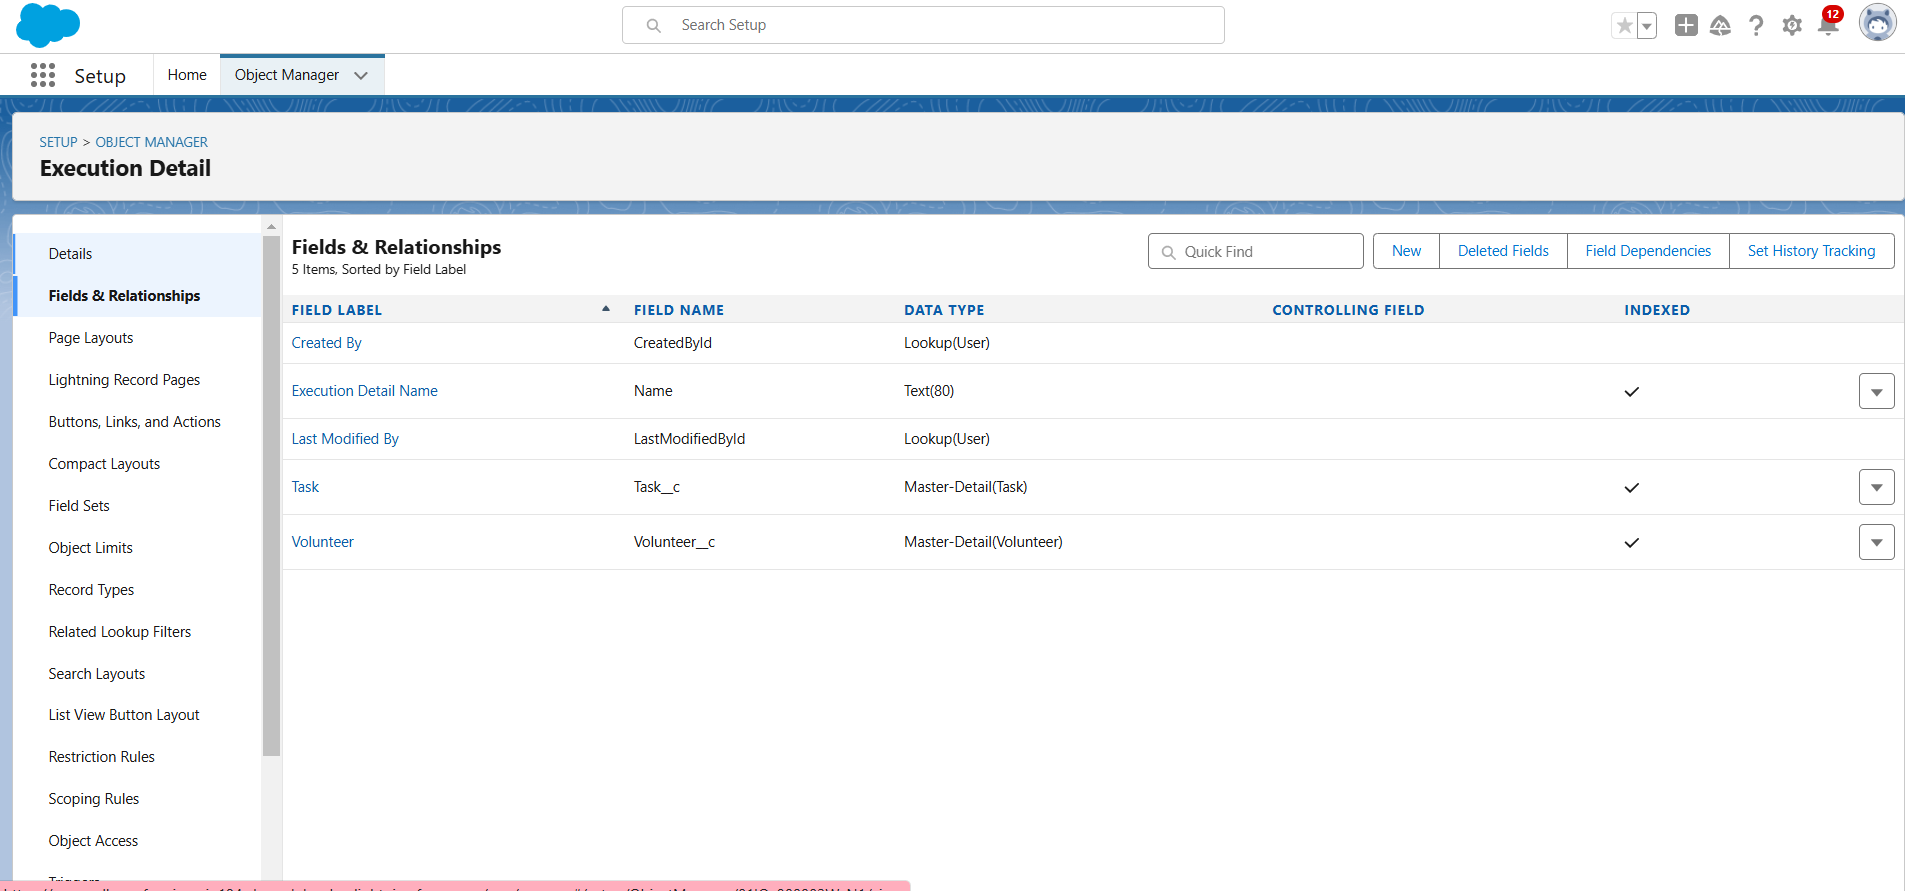 Search Setup
12
Setup
Home
Object Manager
SETUP > OBJECT MANAGER
Execution Detail
Details
Fields & Relationships
Page Layouts
Lightning Record Pages
Buttons, Links, and Actions
Compact Layouts
Field Sets
Object Limits
Record Types
Related Lookup Filters
Search Layouts
List View Button Layout
Restriction Rules
Scoping Rules
Object Access
Triggers
Fields & Relationships
5 Items, Sorted by Field Label
Quick Find
New
Deleted Fields
Field Dependencies
Set History Tracking
FIELD LABEL FIELD NAME DATA TYPE CONTROLLING FIELD INDEXED
Created By CreatedById Lookup(User)
Execution Detail Name Name Text(80)
Last Modified By LastModifiedById Lookup(User)
Task Task__c Master-Detail(Task)
Volunteer Volunteer__c Master-Detail(Volunteer)